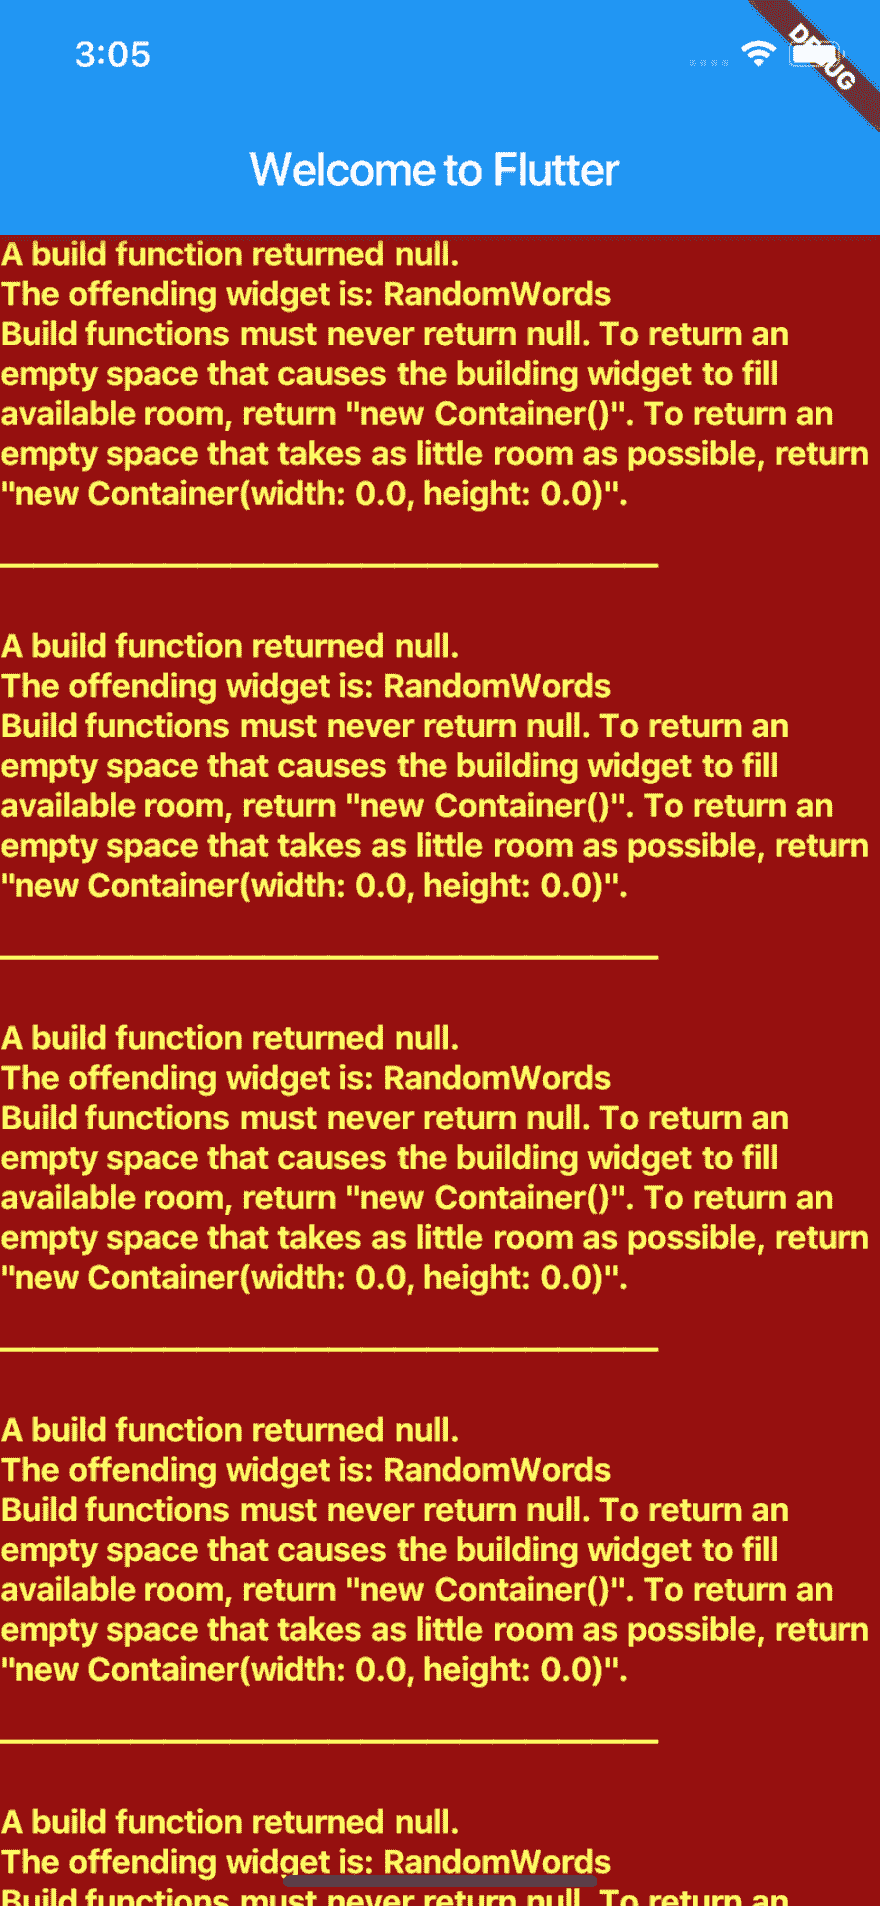 3:05
DEBUG
Welcome to Flutter
A build function returned null.
The offending widget is: RandomWords
Build functions must never return null. To return an
empty space that causes the building widget to fill
available room, return "new Container()". To return an
empty space that takes as little room as possible, return
"new Container(width: 0.0, height: 0.0)".
A build function returned null.
The offending widget is: RandomWords
Build functions must never return null. To return an
empty space that causes the building widget to fill
available room, return "new Container()". To return an
empty space that takes as little room as possible, return
"new Container(width: 0.0, height: 0.0)".
A build function returned null.
The offending widget is: RandomWords
Build functions must never return null. To return an
empty space that causes the building widget to fill
available room, return "new Container()". To return an
empty space that takes as little room as possible, return
"new Container(width: 0.0, height: 0.0)".
A build function returned null.
The offending widget is: RandomWords
Build functions must never return null. To return an
empty space that causes the building widget to fill
available room, return "new Container()". To return an
empty space that takes as little room as possible, return
"new Container(width: 0.0, height: 0.0)".
A build function returned null.
The offending widget is: RandomWords
Build functions must never return null. To return an